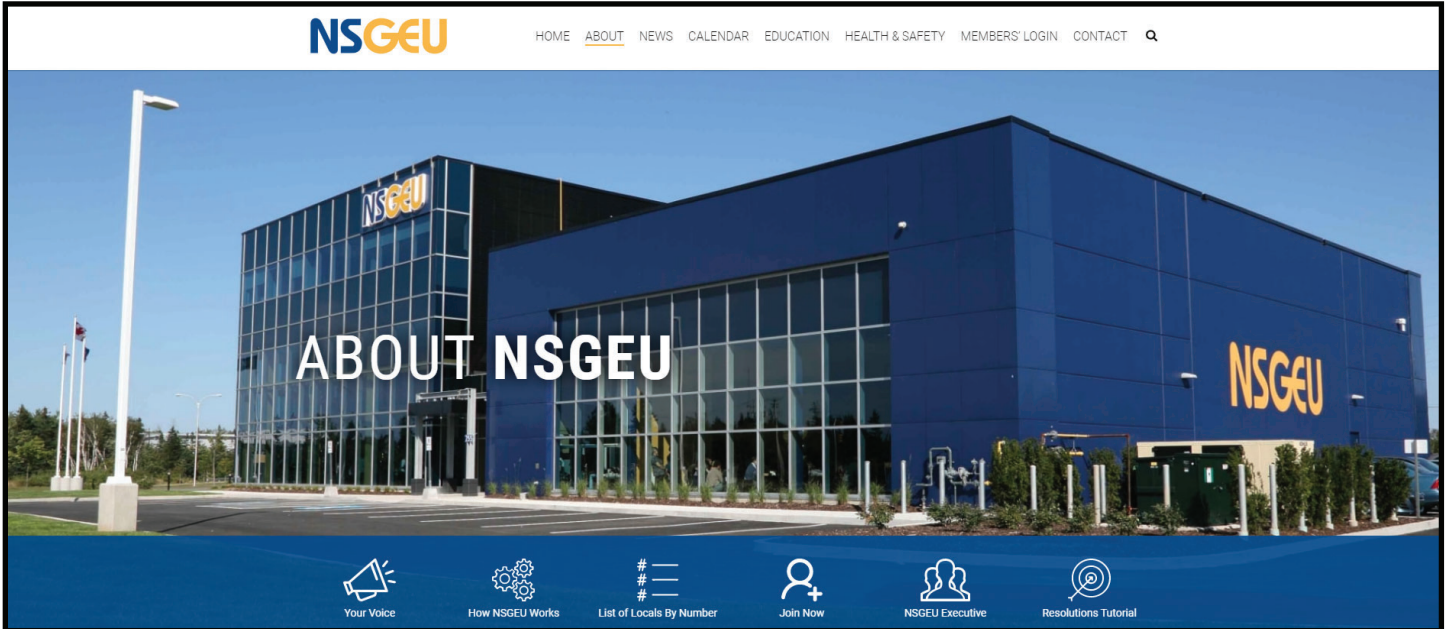 NSGEU
HOME ABOUT NEWS CALENDAR EDUCATION HEALTH & SAFETY MEMBERS' LOGIN CONTACT
NSGEU
ABOUT NSGEU
NSGEU
#
#
#
Your Voice How NSGEU Works List of Locals By Number Join Now NSGEU Executive Resolutions Tutorial